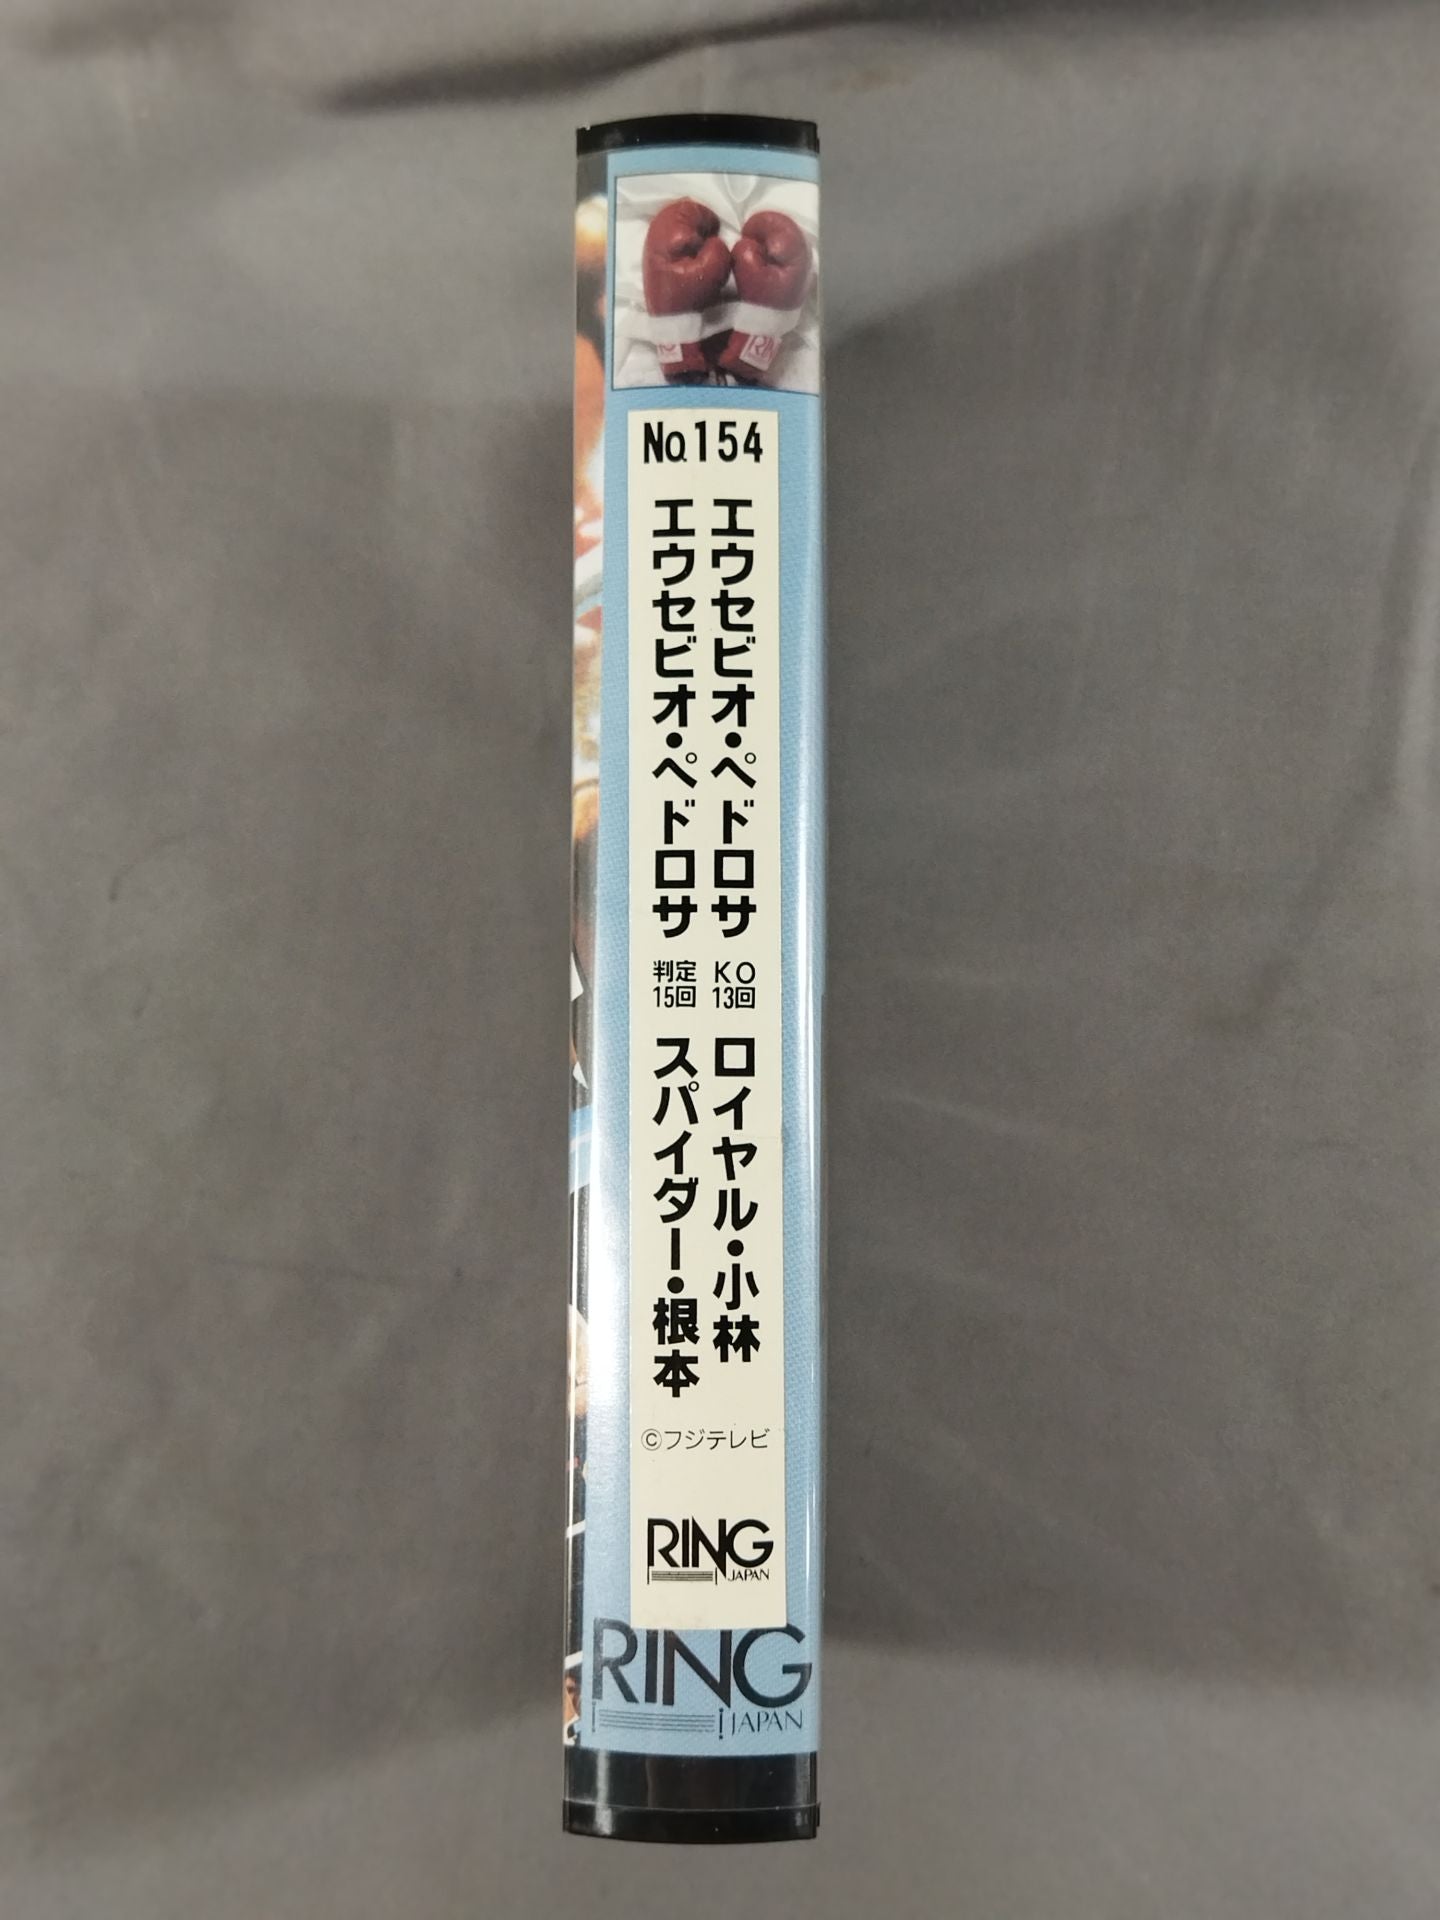 No.154
エウセビオ・ペドロサ KO 13回 ロイヤル・小林
エウセビオ・ペドロサ 判定 15回 スパイダー・根本
©フジテレビ
RING
JAPAN
RING
JAPAN